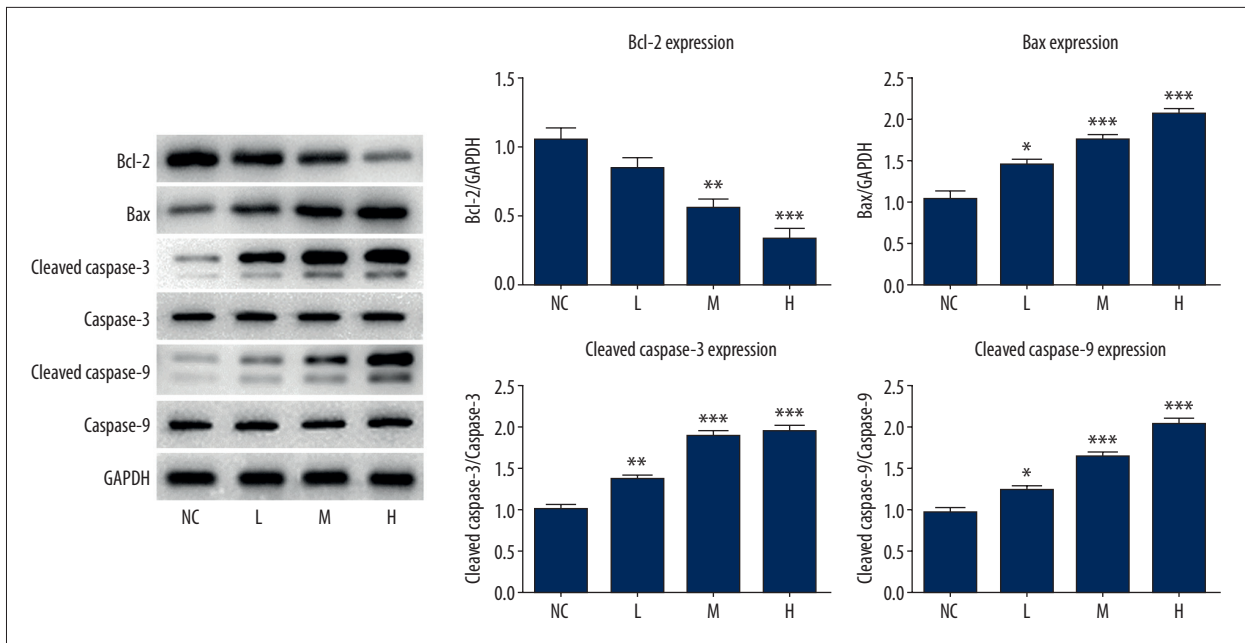 Bcl-2
Bax
Cleaved caspase-3
Caspase-3
Cleaved caspase-9
Caspase-9
GAPDH
NC L M H
Bcl-2 expression
Bcl-2/GAPDH
1.5
1.0
0.5
0.0
** ***
NC L M H
Bax expression
Bax/GAPDH
2.5
2.0
1.5
1.0
0.5
0.0
* *** ***
NC L M H
Cleaved caspase-3 expression
Cleaved caspase-3/Caspase-3
2.5
2.0
1.5
1.0
0.5
0.0
** *** ***
NC L M H
Cleaved caspase-9 expression
Cleaved caspase-9/Caspase-9
2.5
2.0
1.5
1.0
0.5
0.0
* *** ***
NC L M H